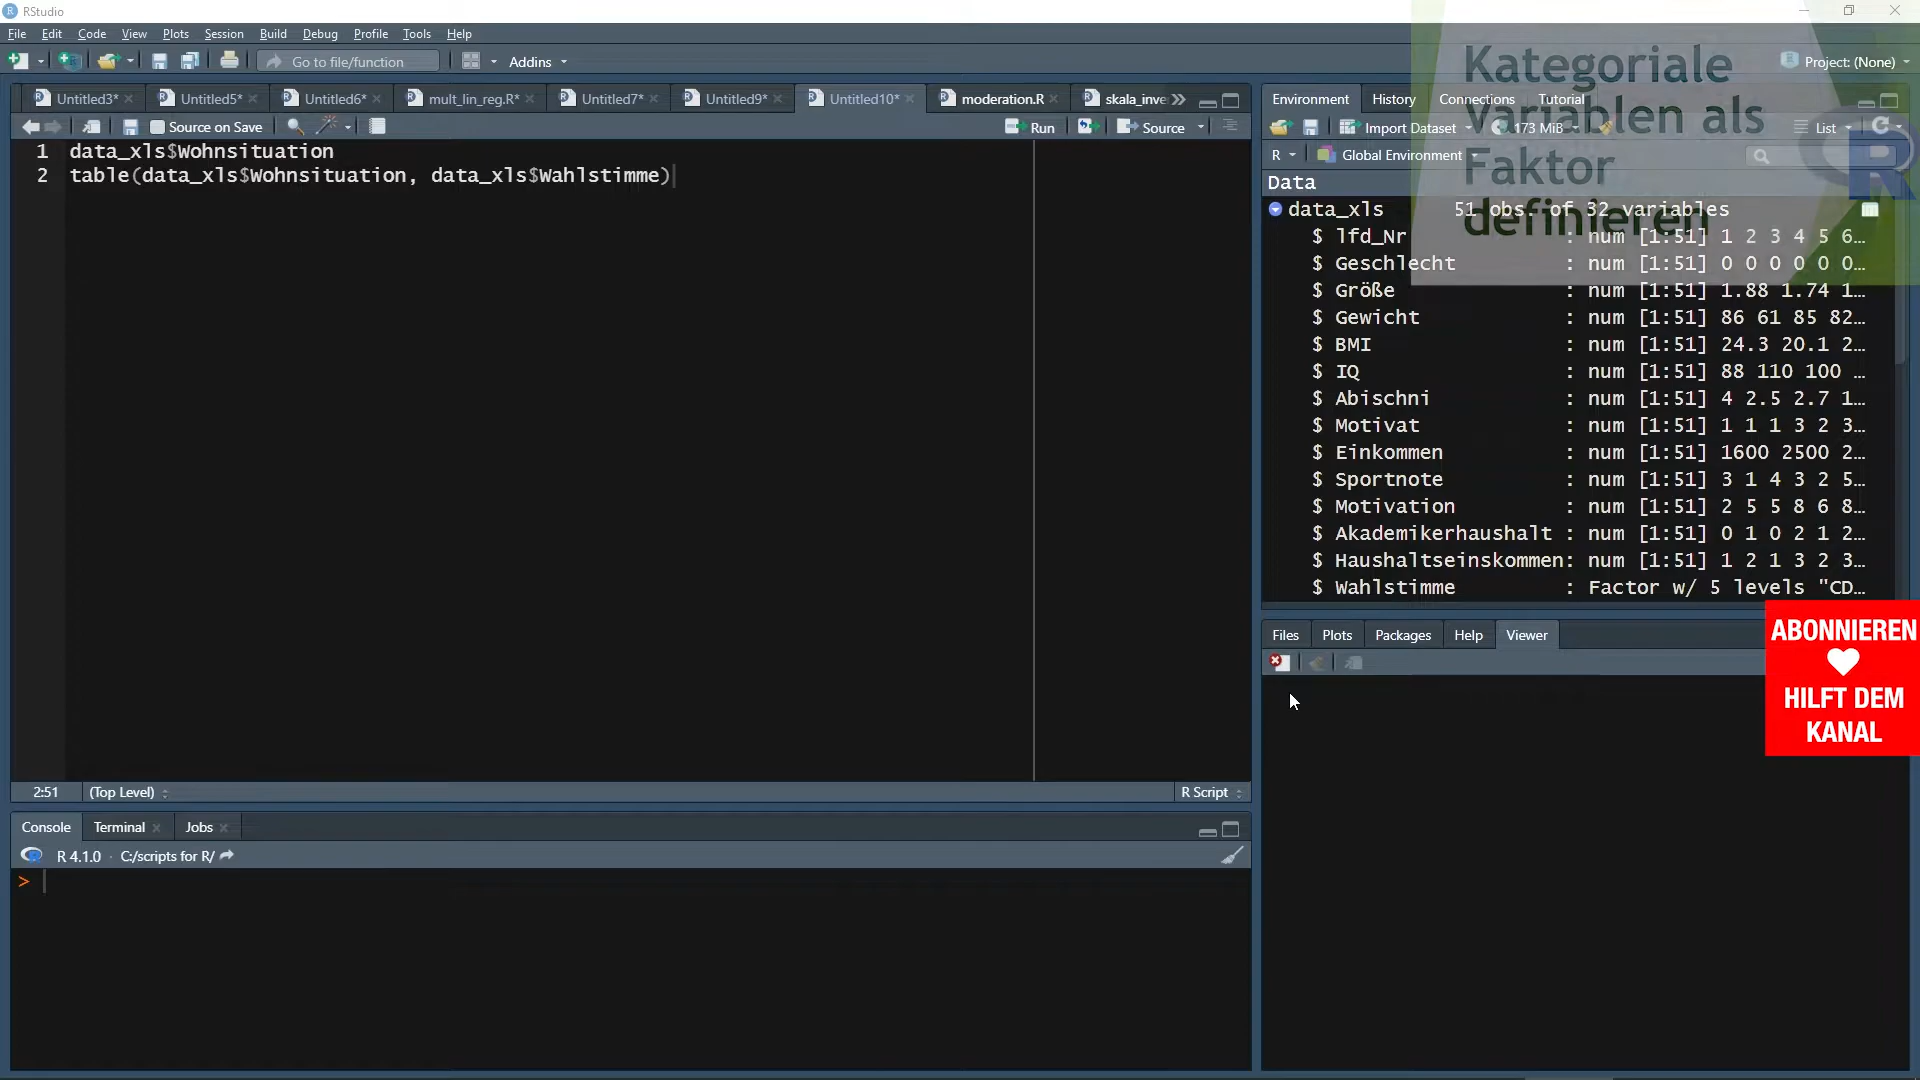 RStudio
File Edit Code View Plots Session Build Debug Profile Tools Help
Go to file/function Addins Project: (None)
Untitled3* Untitled5* Untitled6* mult_lin_reg.R* Untitled7* Untitled9* Untitled10* moderation.R skala_inve
Source on Save Run Source
1 data_xls$Wohnsituation
2 table(data_xls$Wohnsituation, data_xls$Wahlstimme)
2:51 (Top Level) R Script
Console Terminal Jobs
R 4.1.0 · C:/scripts for R/
>
Environment History Connections Tutorial
Import Dataset 173 MiB List
R Global Environment
Data
data_xls 51 obs. of 32 variables
$ lfd_Nr : num [1:51] 1 2 3 4 5 6…
$ Geschlecht : num [1:51] 0 0 0 0 0 0…
$ Größe : num [1:51] 1.88 1.74 1…
$ Gewicht : num [1:51] 86 61 85 82…
$ BMI : num [1:51] 24.3 20.1 2…
$ IQ : num [1:51] 88 110 100 …
$ Abischni : num [1:51] 4 2.5 2.7 1…
$ Motivat : num [1:51] 1 1 1 3 2 3…
$ Einkommen : num [1:51] 1600 2500 2…
$ Sportnote : num [1:51] 3 1 4 3 2 5…
$ Motivation : num [1:51] 2 5 5 8 6 8…
$ Akademikerhaushalt : num [1:51] 0 1 0 2 1 2…
$ Haushaltseinskommen: num [1:51] 1 2 1 3 2 3…
$ Wahlstimme : Factor w/ 5 levels "CD…
Files Plots Packages Help Viewer
Kategoriale
Variablen als
Faktor
definieren
R
ABONNIEREN
HILFT DEM
KANAL